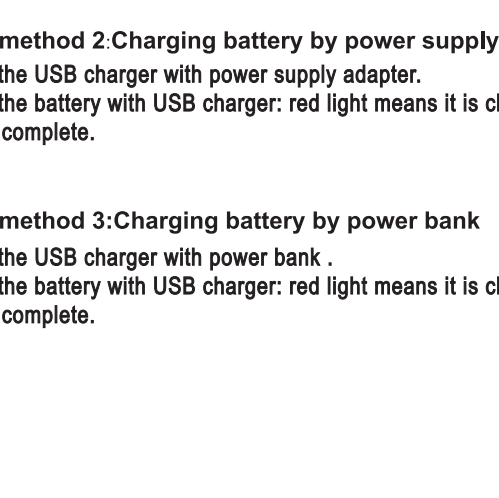 method 2:Charging battery by power supply
the USB charger with power supply adapter.
the battery with USB charger: red light means it is
complete.
method 3:Charging battery by power bank
the USB charger with power bank .
the battery with USB charger: red light means it is
complete.